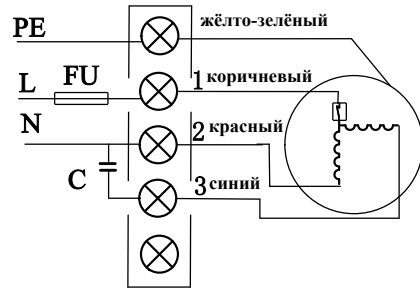 PE жёлто-зелёный
L FU 1 коричневый
N 2 красный
C 3 синий